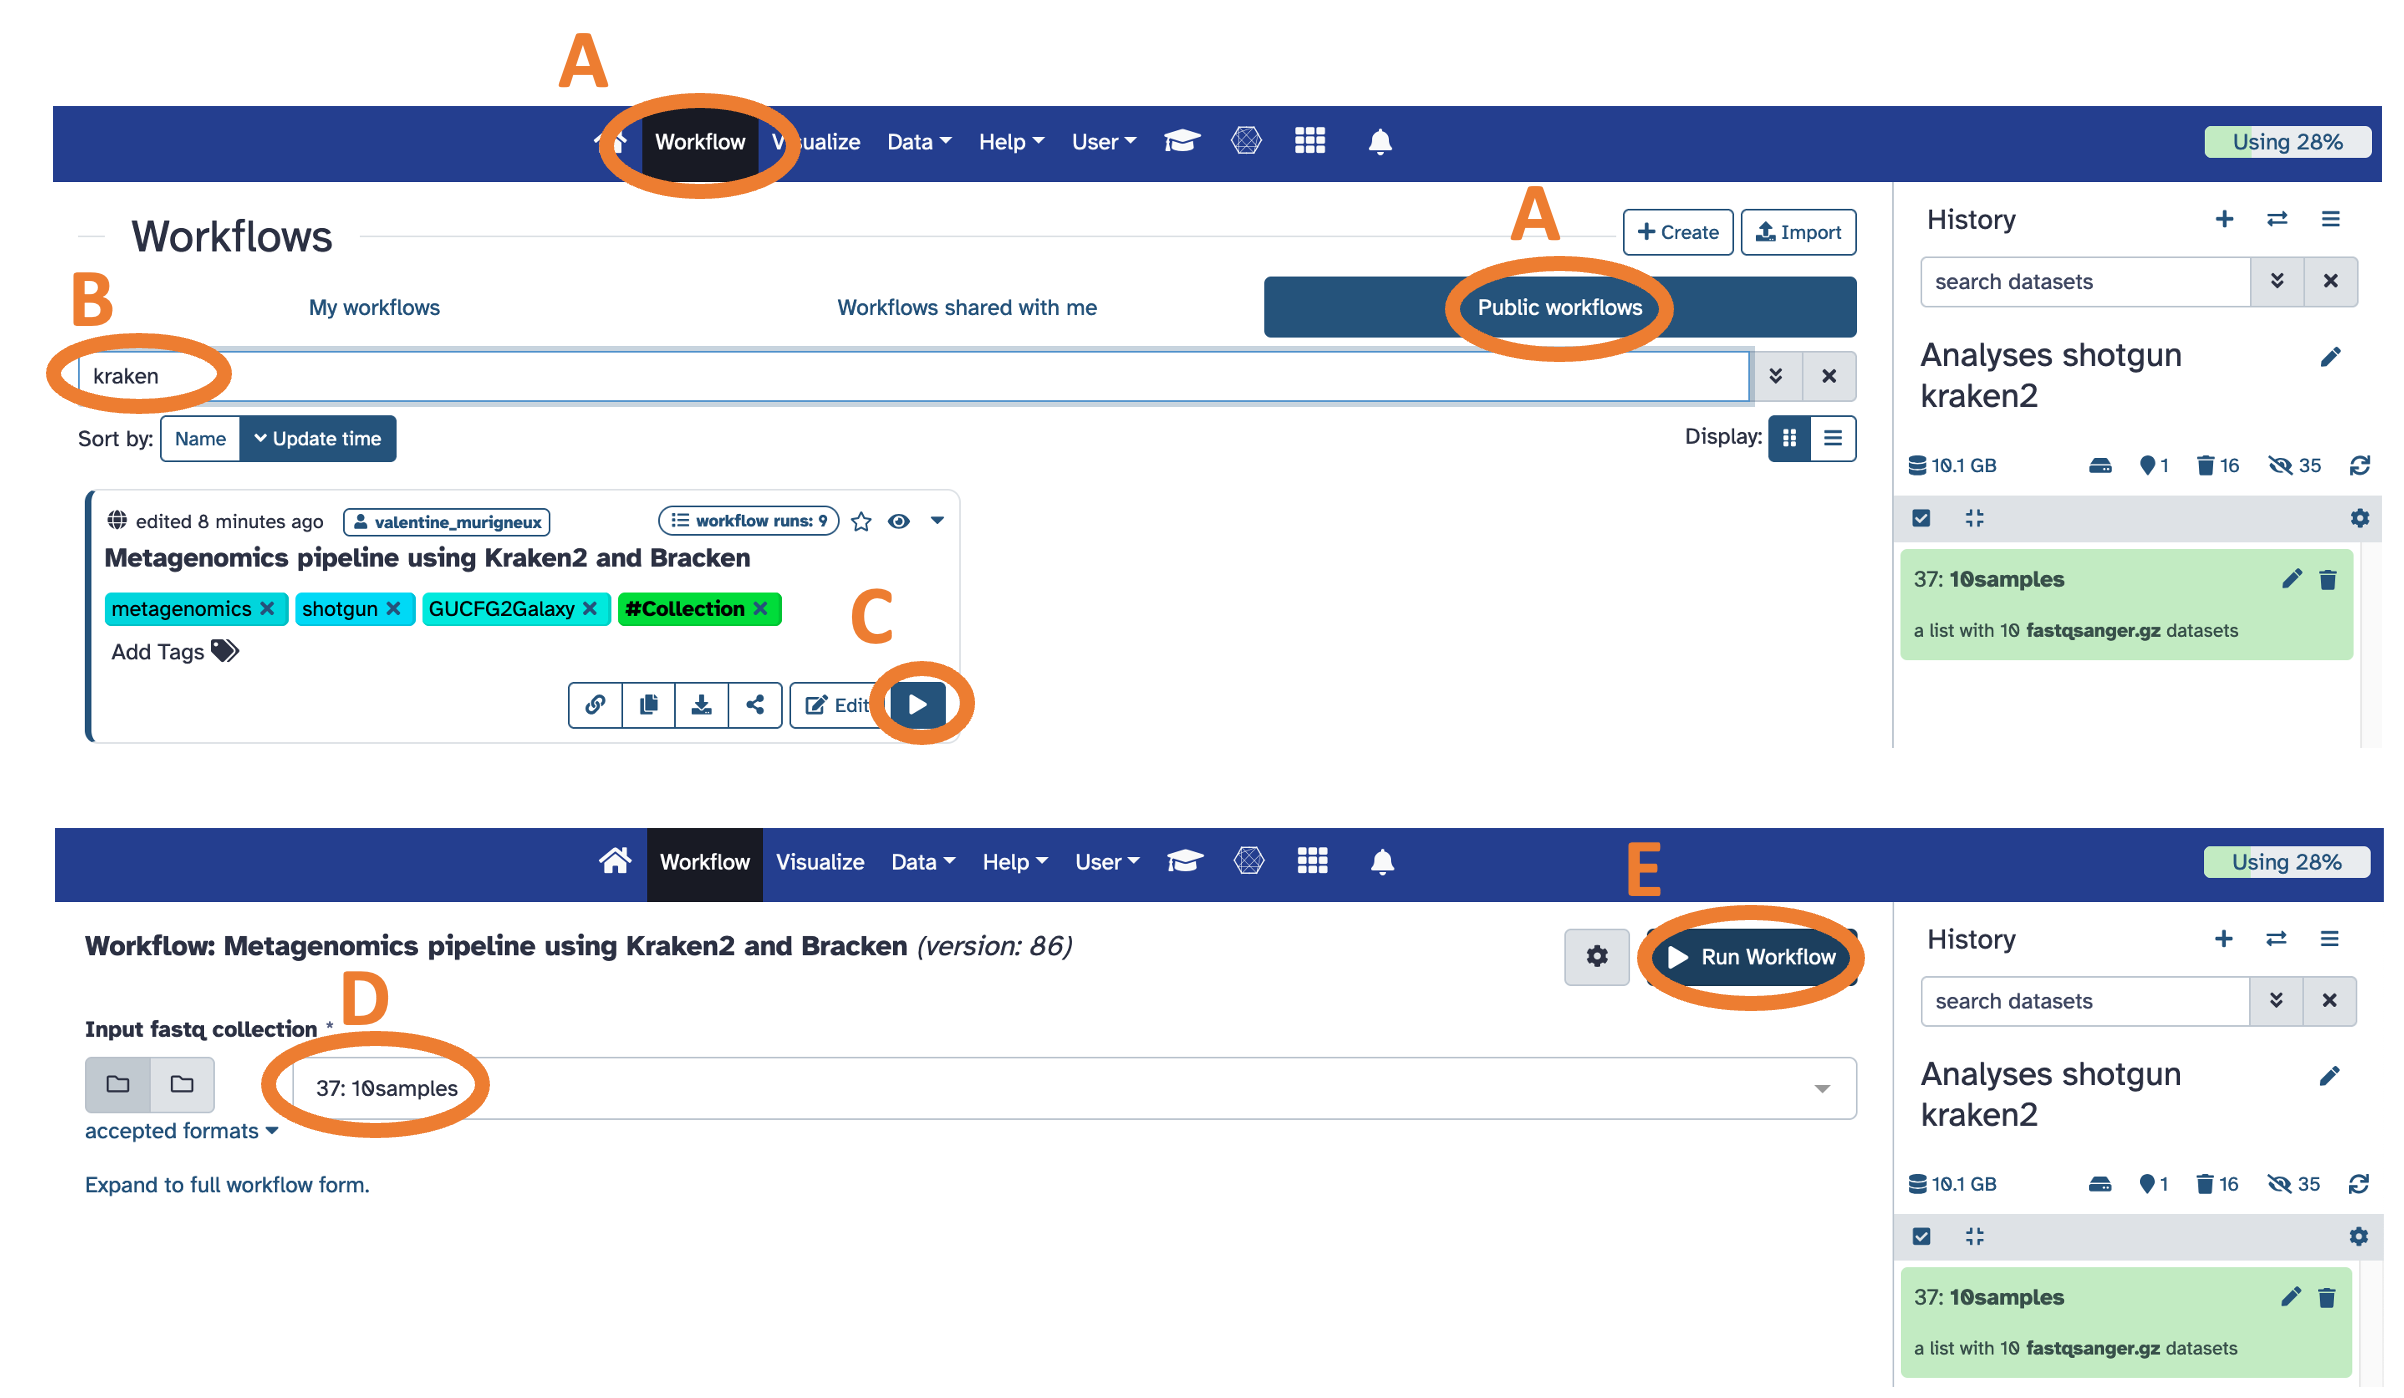 A
Workflow Visualize Data Help User Using 28%
Workflows
A
+ Create Import
History
B
My workflows Workflows shared with me Public workflows
search datasets
kraken
Analyses shotgun
kraken2
Sort by: Name Update time Display:
10.1 GB 1 16 35
edited 8 minutes ago valentine_murigneux workflow runs: 9
Metagenomics pipeline using Kraken2 and Bracken
metagenomics × shotgun × GUCFG2Galaxy × #Collection ×
C
Add Tags
Edit
37: 10samples
a list with 10 fastqsanger.gz datasets
Workflow Visualize Data Help User Using 28%
E
Workflow: Metagenomics pipeline using Kraken2 and Bracken (version: 86)
Run Workflow
History
D
Input fastq collection *
search datasets
37: 10samples
accepted formats
Expand to full workflow form.
Analyses shotgun
kraken2
10.1 GB 1 16 35
37: 10samples
a list with 10 fastqsanger.gz datasets